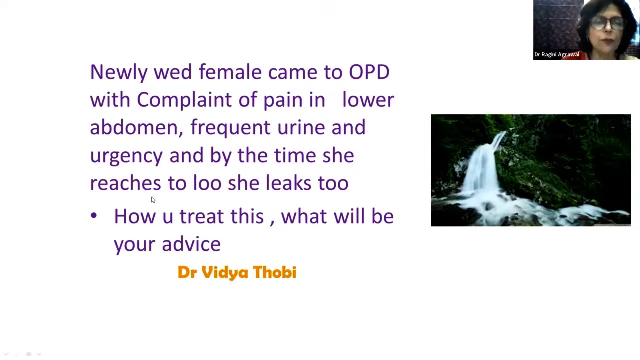 Newly wed female came to OPD
with Complaint of pain in lower
abdomen, frequent urine and
urgency and by the time she
reaches to loo she leaks too
• How u treat this , what will be
your advice
Dr Vidya Thobi
Dr Ragini Agrawal